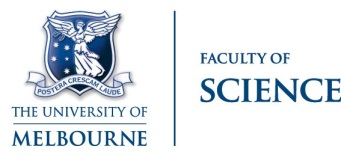 POSTERA CRESCAM LAUDE
THE UNIVERSITY OF
MELBOURNE
FACULTY OF
SCIENCE